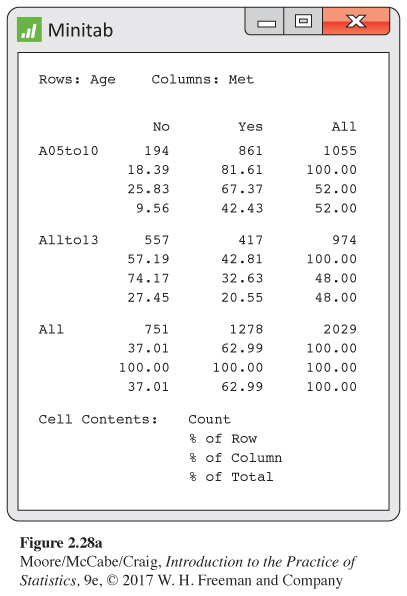 Minitab
Rows: Age Columns: Met
No Yes All
A05to10 194 861 1055
18.39 81.61 100.00
25.83 67.37 52.00
9.56 42.43 52.00
A11to13 557 417 974
57.19 42.81 100.00
74.17 32.63 48.00
27.45 20.55 48.00
All 751 1278 2029
37.01 62.99 100.00
100.00 100.00 100.00
37.01 62.99 100.00
Cell Contents: Count
% of Row
% of Column
% of Total
Figure 2.28a
Moore/McCabe/Craig, Introduction to the Practice of
Statistics, 9e, © 2017 W. H. Freeman and Company